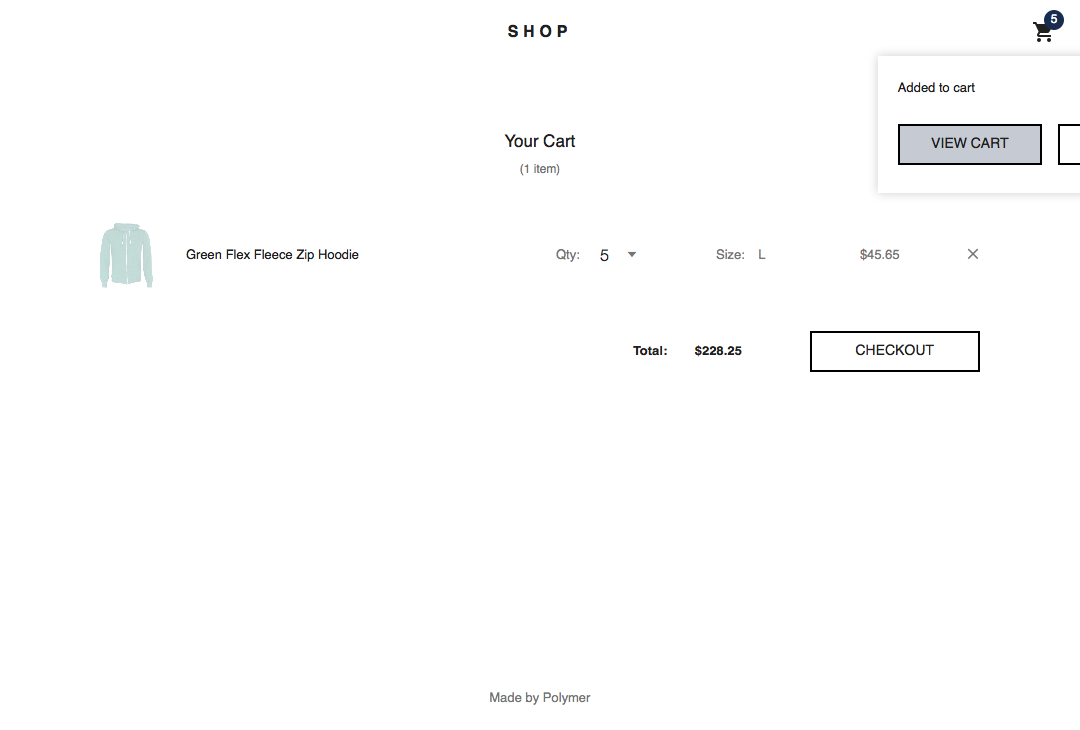 SHOP
5
Added to cart
VIEW CART
Your Cart
(1 item)
Green Flex Fleece Zip Hoodie
Qty: 5
Size: L
$45.65
Total: $228.25
CHECKOUT
Made by Polymer